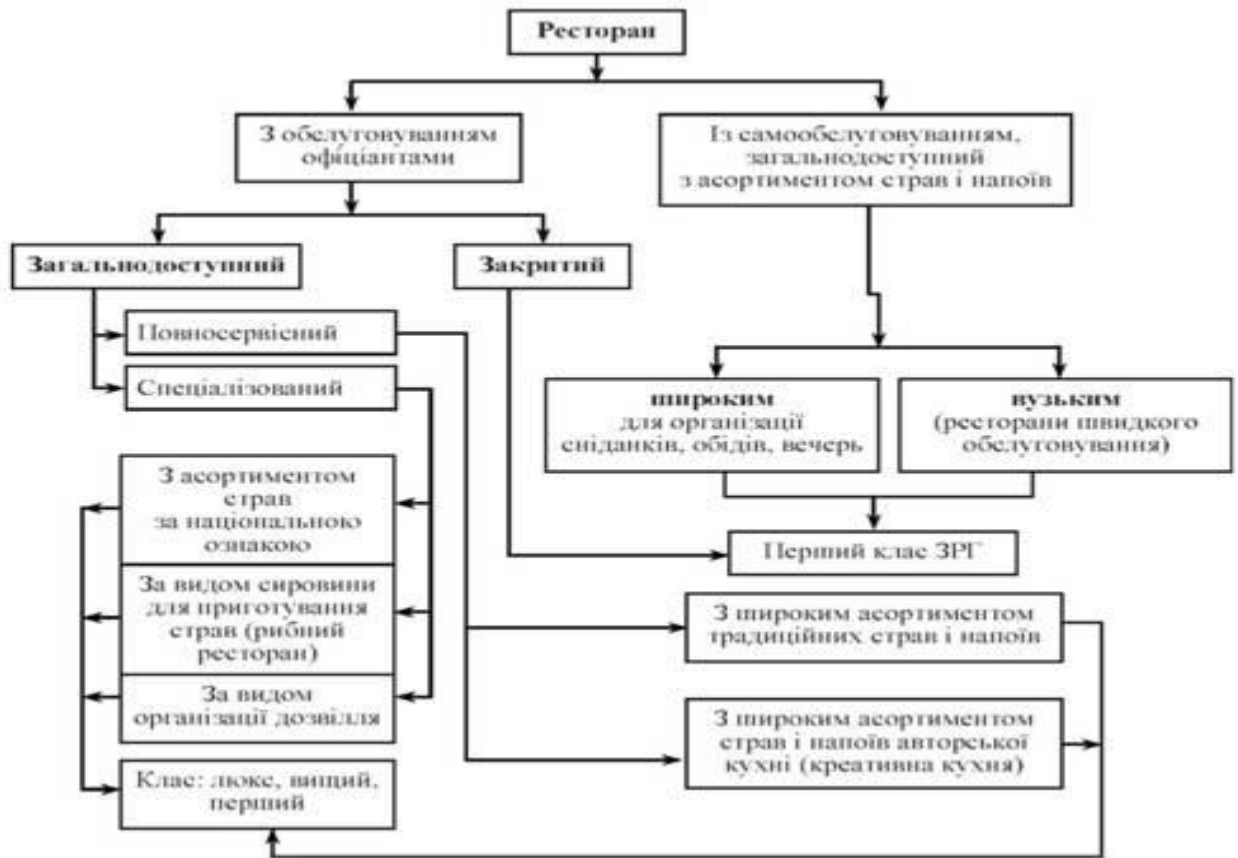 Ресторан
З обслуговуванням
офіціантами
Із самообслуговуванням,
загальнодоступний
з асортиментом страв і напоїв
Загальнодоступний
Закритий
Повносервісний
Спеціалізований
широким
для організації
сніданків, обідів, вечерь
вузьким
(ресторани швидкого
обслуговування)
З асортиментом
страв
за національною
ознакою
Перший клас ЗРГ
За видом сировини
для приготування
страв (рибний
ресторан)
З широким асортиментом
традиційних страв і напоїв
За видом
організації дозвілля
З широким асортиментом
страв і напоїв авторської
кухні (креативна кухня)
Клас: люкс, вищий,
перший